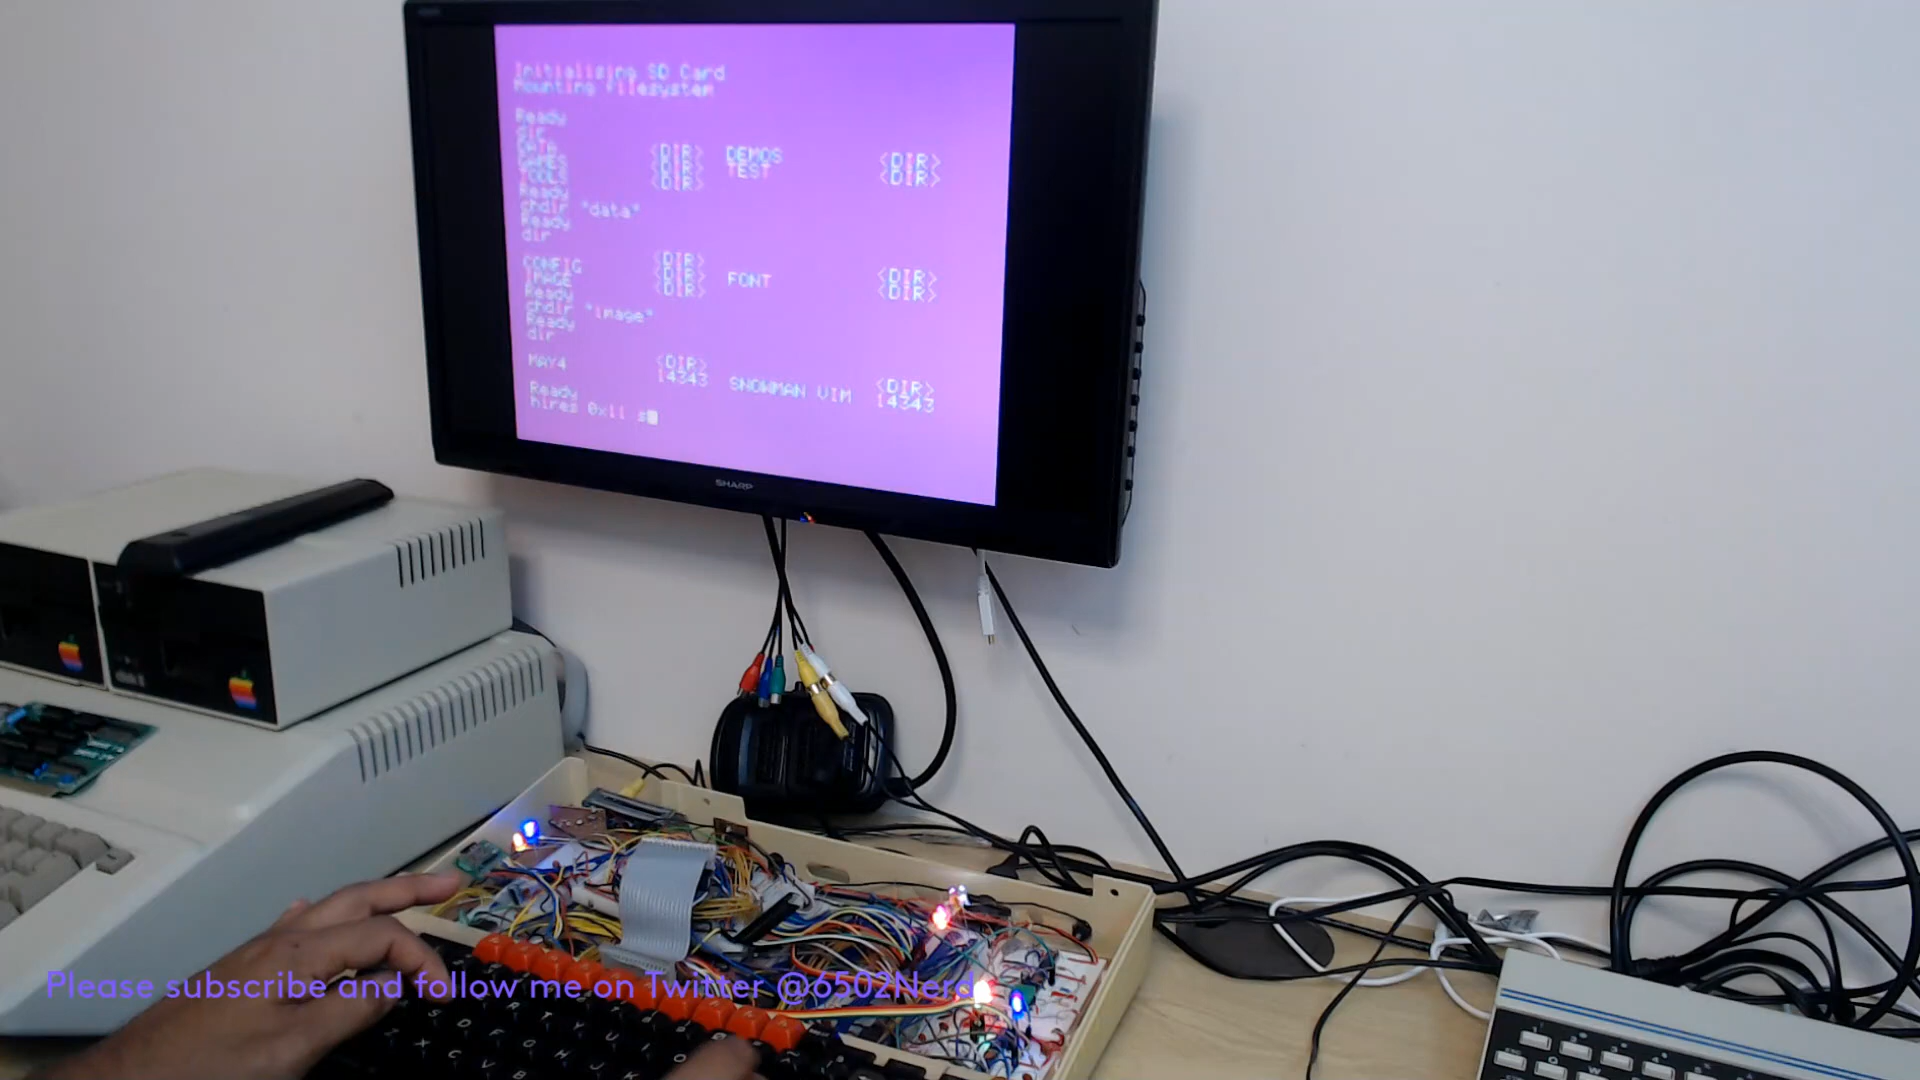 Initialising SD Card
Mounting filesystem
Ready
dir
DATA <DIR> DEMOS <DIR>
GAMES <DIR> TEST <DIR>
TOOLS <DIR>
Ready
chdir "data"
Ready
dir
<DIR>
CONFIG <DIR> FONT <DIR>
IMAGE <DIR> <DIR>
Ready
chdir "image"
Ready
dir
<DIR> <DIR>
MAY4 14343 SNOWMAN VIM 14343
Ready
hires 0x11 s
SHARP
Please subscribe and follow me on Twitter @6502Nerd